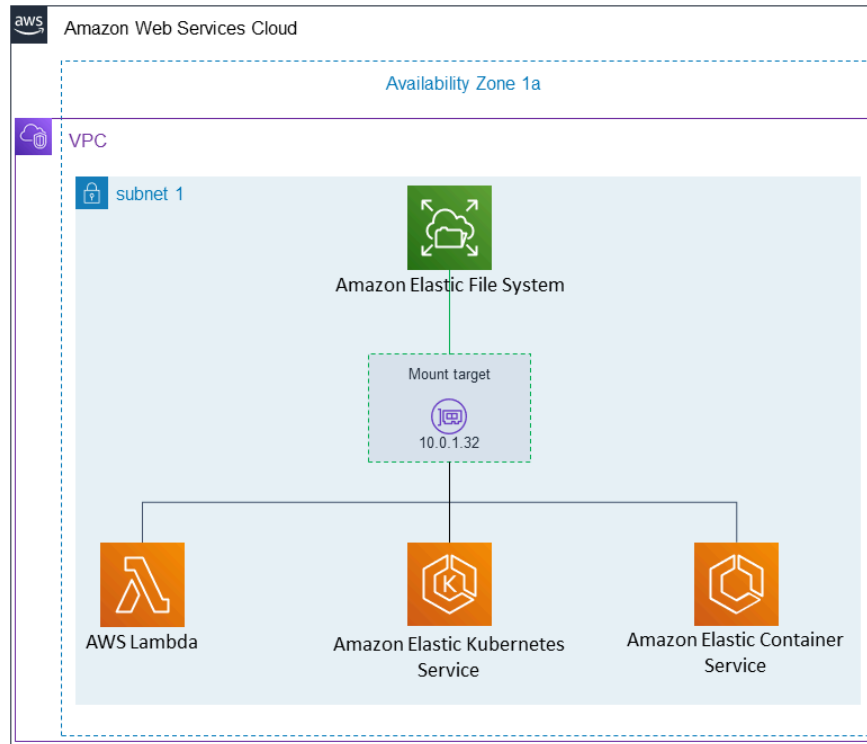 aws
Amazon Web Services Cloud
Availability Zone 1a
VPC
subnet 1
Amazon Elastic File System
Mount target
10.0.1.32
AWS Lambda
Amazon Elastic Kubernetes
Service
Amazon Elastic Container
Service
K